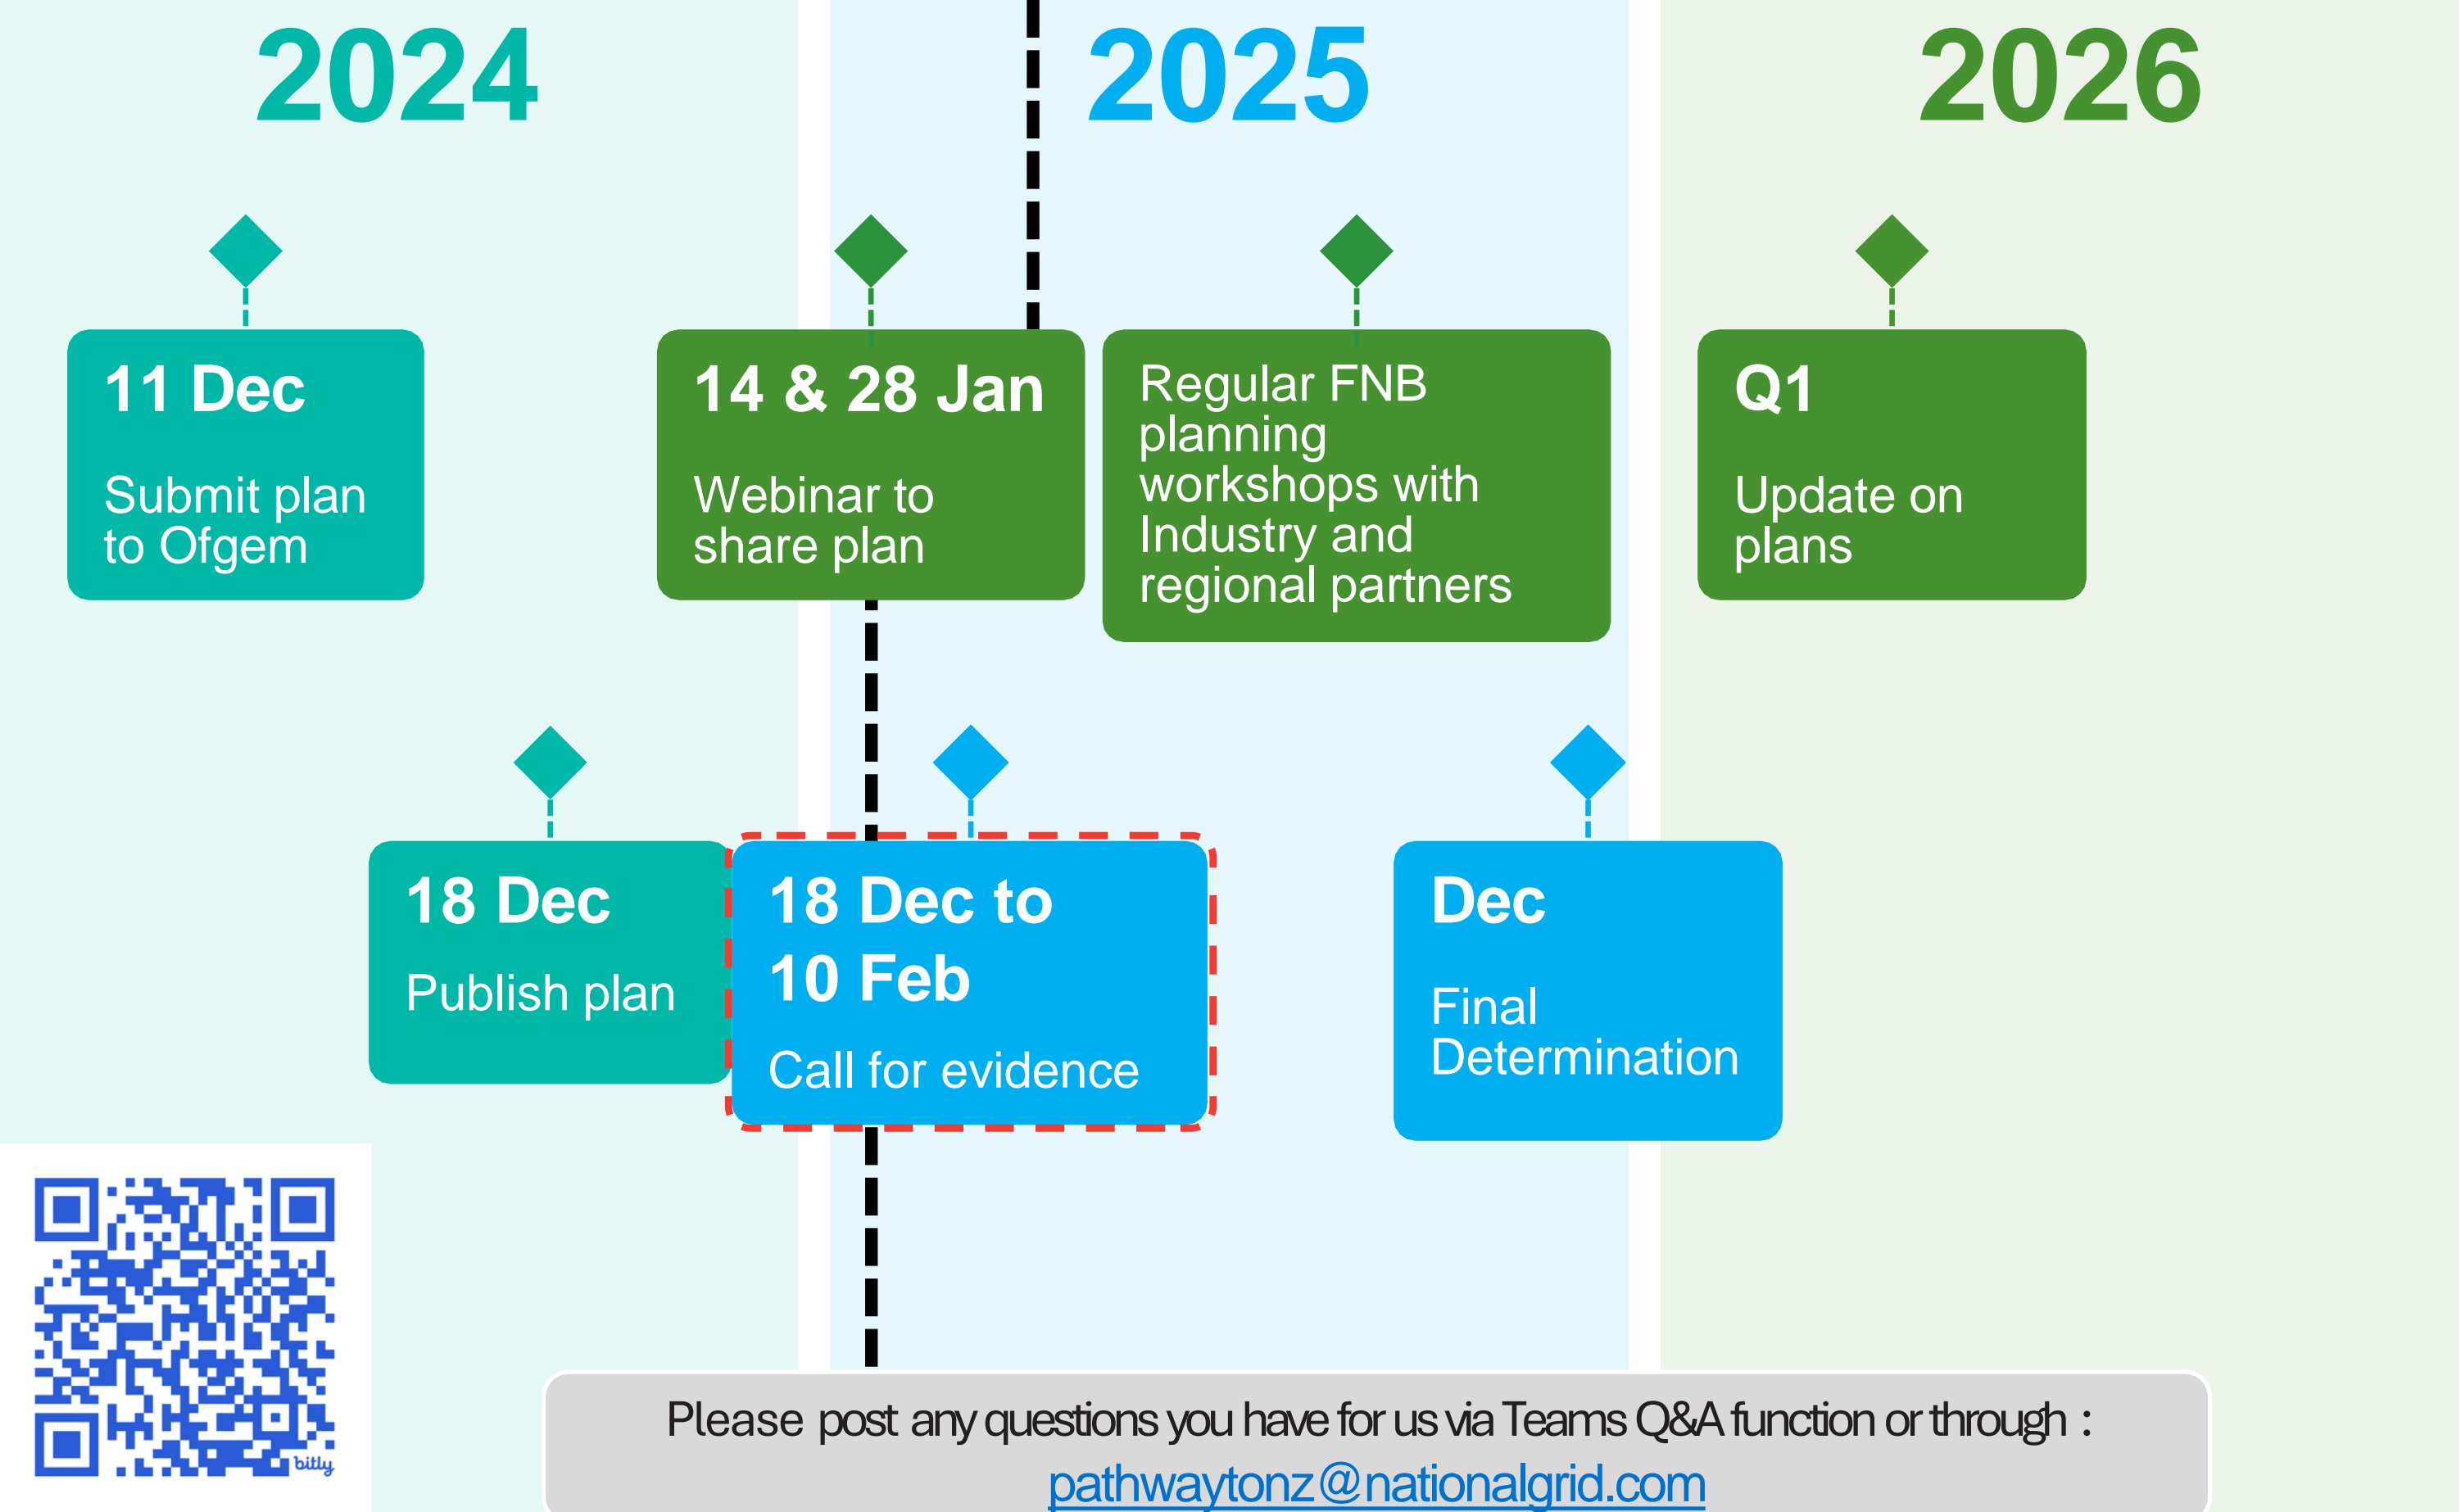 2024
2025
2026
11 Dec
Submit plan
to Ofgem
14 & 28 Jan
Webinar to
share plan
Regular FNB
planning
workshops with
Industry and
regional partners
Q1
Update on
plans
18 Dec
Publish plan
18 Dec to
10 Feb
Call for evidence
Dec
Final
Determination
bitly
Please post any questions you have for us via Teams Q&A function or through :
pathwaytonz@nationalgrid.com